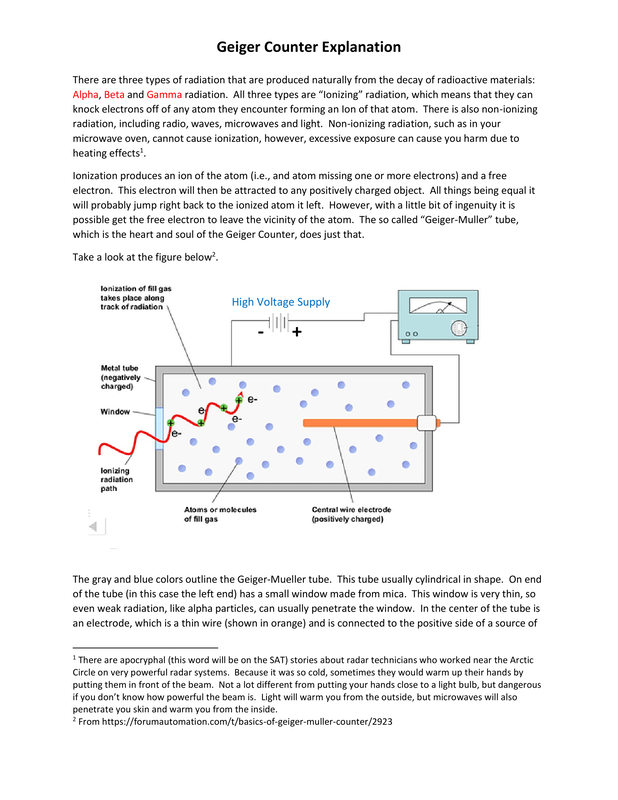 Geiger Counter Explanation
There are three types of radiation that are produced naturally from the decay of radioactive materials:
Alpha, Beta and Gamma radiation.  All three types are “Ionizing” radiation, which means that they can
knock electrons off of any atom they encounter forming an Ion of that atom.  There is also non-ionizing
radiation, including radio, waves, microwaves and light.  Non-ionizing radiation, such as in your
microwave oven, cannot cause ionization, however, excessive exposure can cause you harm due to
heating effects1.
Ionization produces an ion of the atom (i.e., and atom missing one or more electrons) and a free
electron.  This electron will then be attracted to any positively charged object.  All things being equal it
will probably jump right back to the ionized atom it left.  However, with a little bit of ingenuity it is
possible get the free electron to leave the vicinity of the atom.  The so called “Geiger-Muller” tube,
which is the heart and soul of the Geiger Counter, does just that.
Take a look at the figure below2.
Ionization of fill gas
takes place along
track of radiation
High Voltage Supply
- +
Metal tube
(negatively
charged)
Window
e-
e-
e-
e-
+
+
+
+
Ionizing
radiation
path
Atoms or molecules
of fill gas
Central wire electrode
(positively charged)
The gray and blue colors outline the Geiger-Mueller tube.  This tube usually cylindrical in shape.  On end
of the tube (in this case the left end) has a small window made from mica.  This window is very thin, so
even weak radiation, like alpha particles, can usually penetrate the window.  In the center of the tube is
an electrode, which is a thin wire (shown in orange) and is connected to the positive side of a source of
1 There are apocryphal (this word will be on the SAT) stories about radar technicians who worked near the Arctic
Circle on very powerful radar systems.  Because it was so cold, sometimes they would warm up their hands by
putting them in front of the beam.  Not a lot different from putting your hands close to a light bulb, but dangerous
if you don’t know how powerful the beam is.  Light will warm you from the outside, but microwaves will also
penetrate you skin and warm you from the inside.
2 From https://forumautomation.com/t/basics-of-geiger-muller-counter/2923